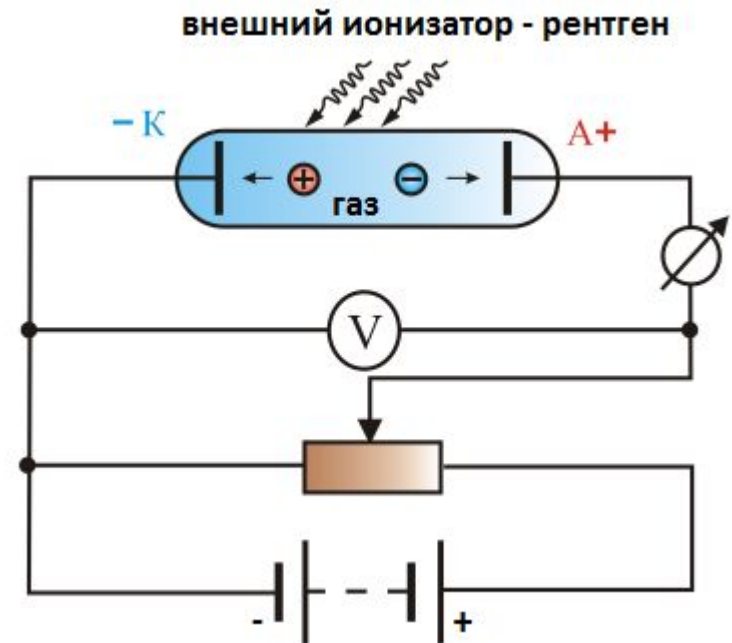 внешний ионизатор - рентген
- К
А+
+ -
газ
V
- +